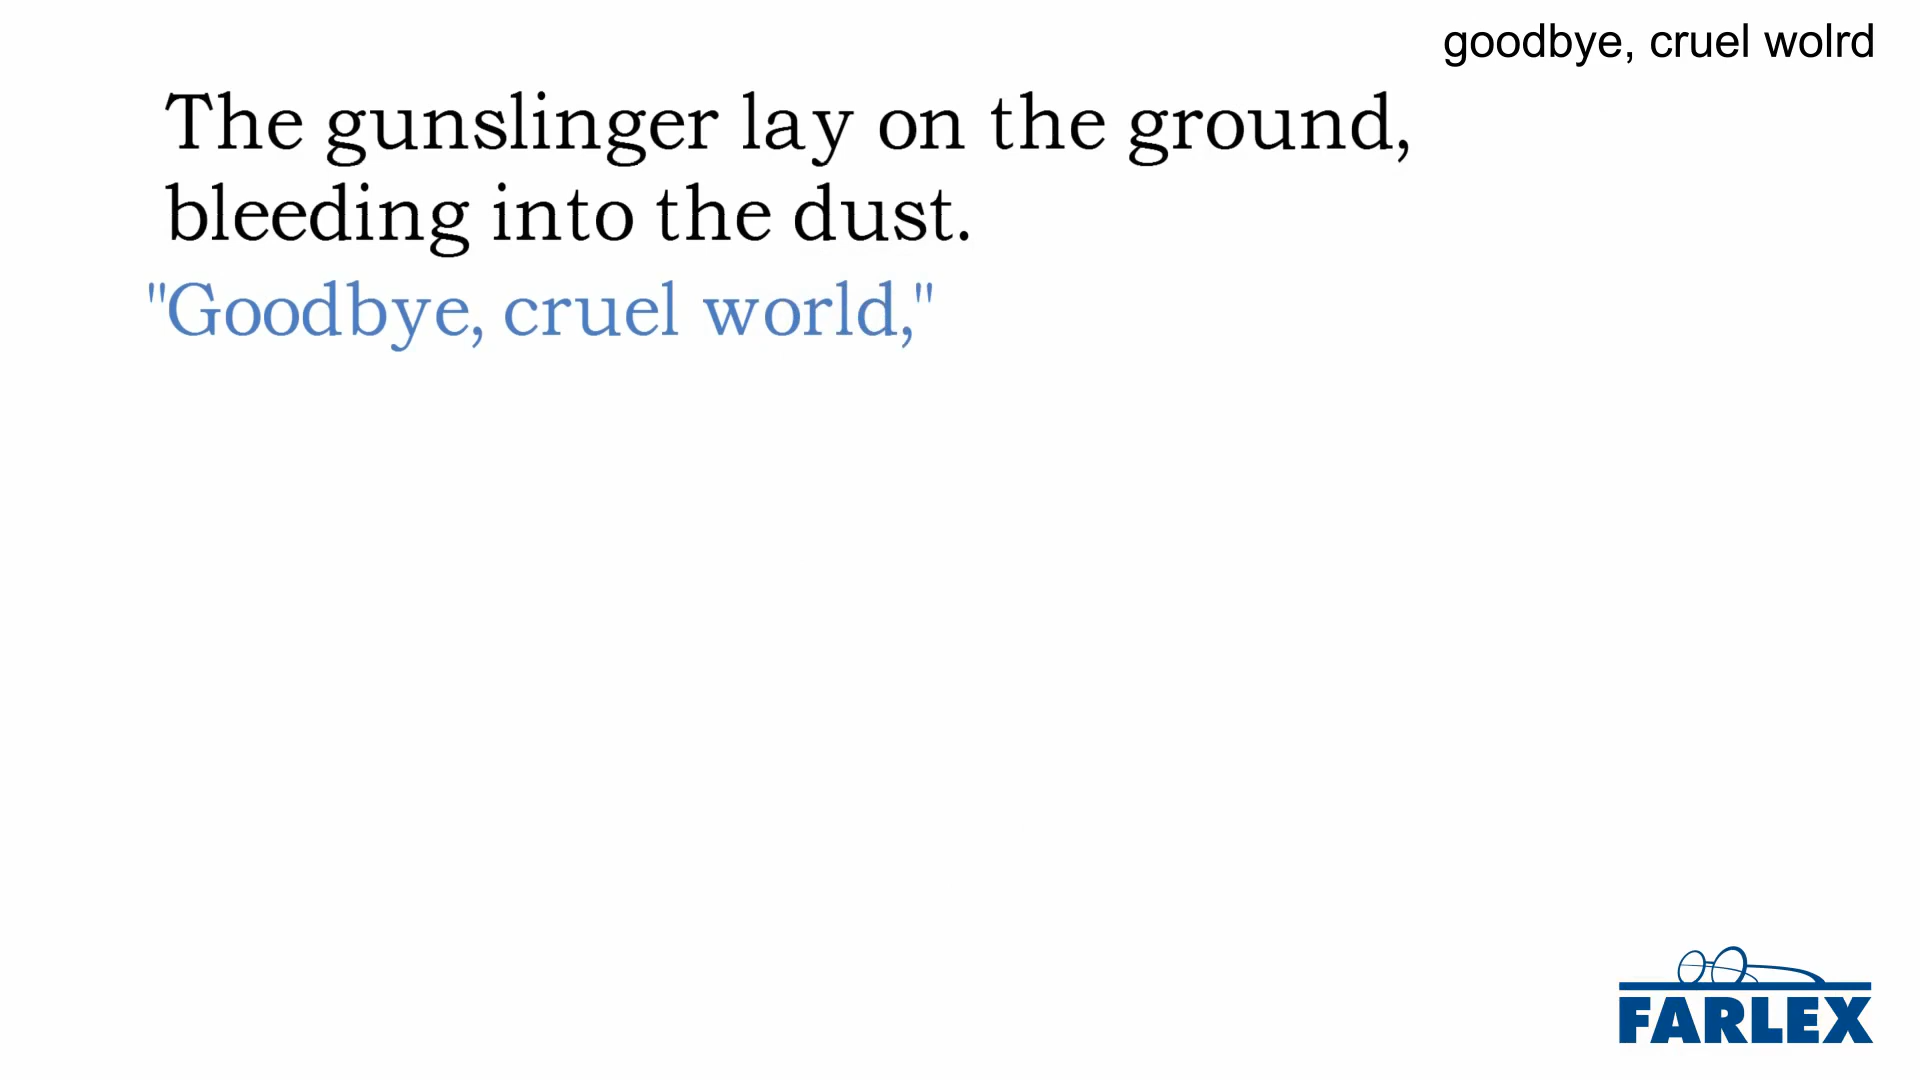 goodbye, cruel wolrd
The gunslinger lay on the ground,
bleeding into the dust.
"Goodbye, cruel world,"
FARLEX